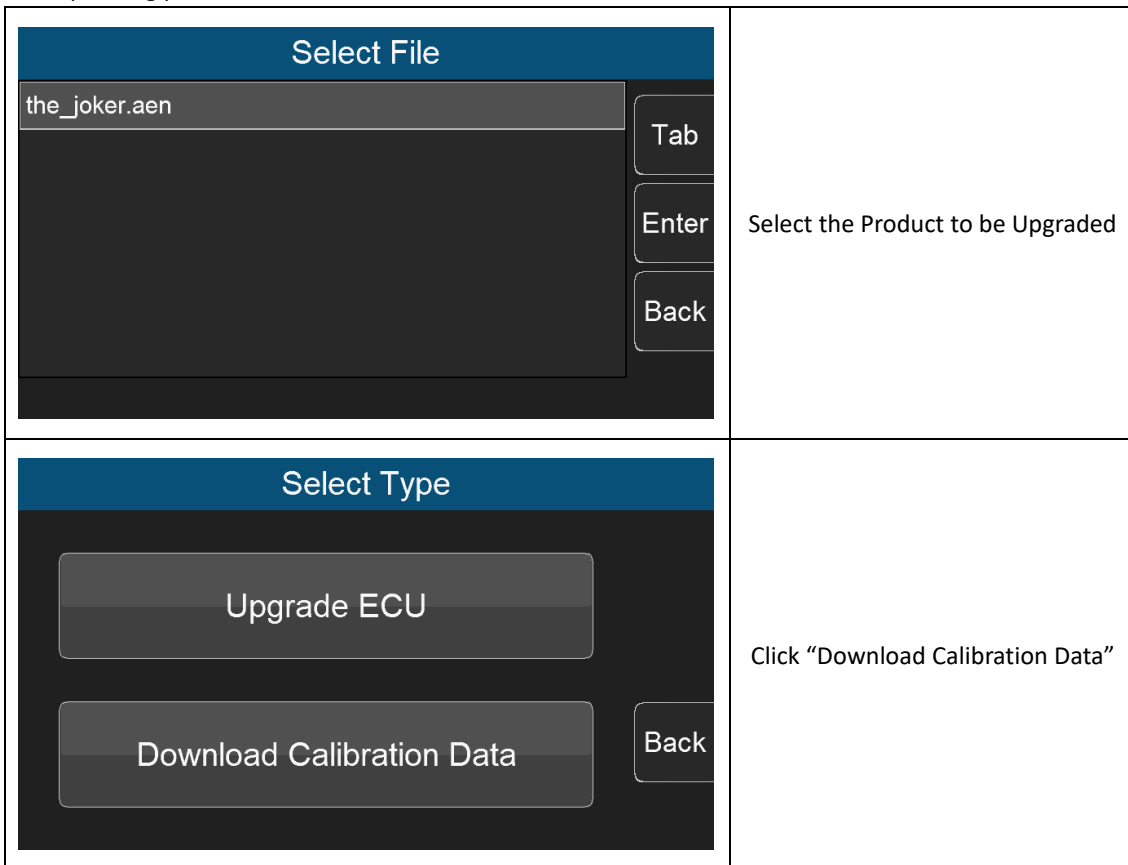 Select File
the_joker.aen
Tab
Enter
Back
Select the Product to be Upgraded
Select Type
Upgrade ECU
Download Calibration Data
Back
Click “Download Calibration Data”